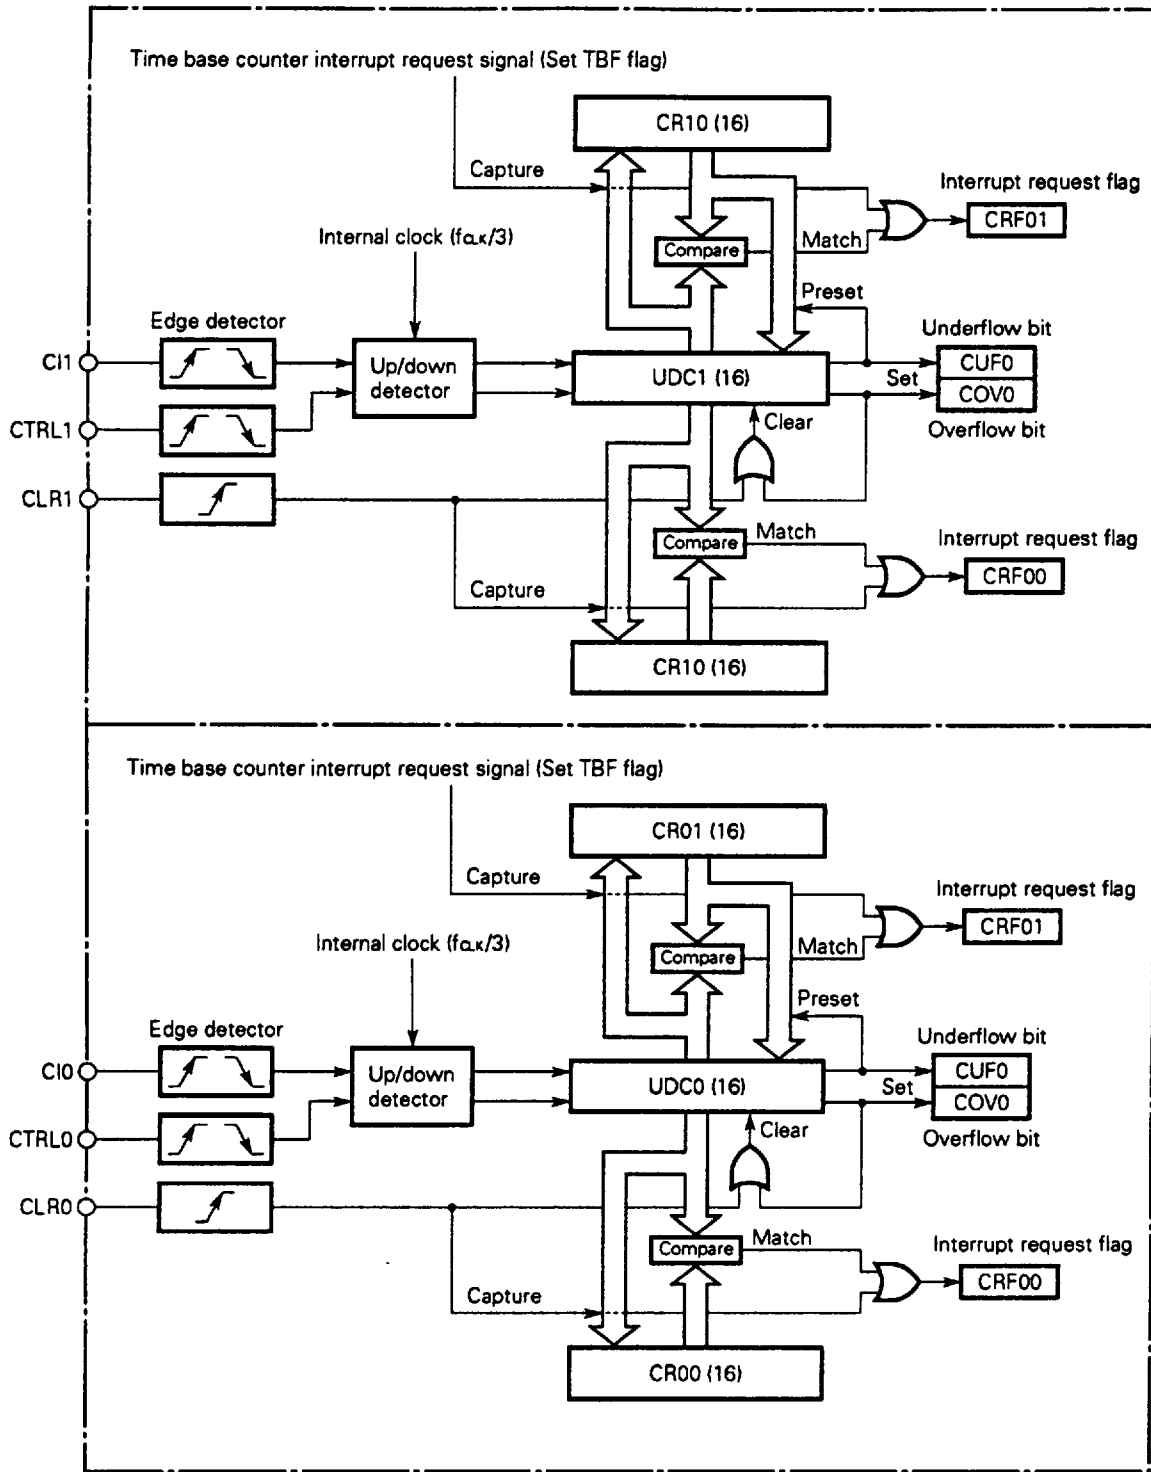 Time base counter interrupt request signal (Set TBF flag)
CR10 (16)
Capture
Interrupt request flag
CRF01
Internal clock (fCLK/3)
Compare
Match
Preset
Edge detector
Underflow bit
CI1
Up/down
detector
UDC1 (16)
CUF0
Set
COV0
CTRL1
Clear
Overflow bit
CLR1
Compare
Match
Interrupt request flag
CRF00
Capture
CR10 (16)
Time base counter interrupt request signal (Set TBF flag)
CR01 (16)
Capture
Interrupt request flag
CRF01
Internal clock (fCLK/3)
Compare
Match
Preset
Edge detector
Underflow bit
CI0
Up/down
detector
UDC0 (16)
CUF0
Set
COV0
CTRL0
Clear
Overflow bit
CLR0
Compare
Match
Interrupt request flag
CRF00
Capture
CR00 (16)